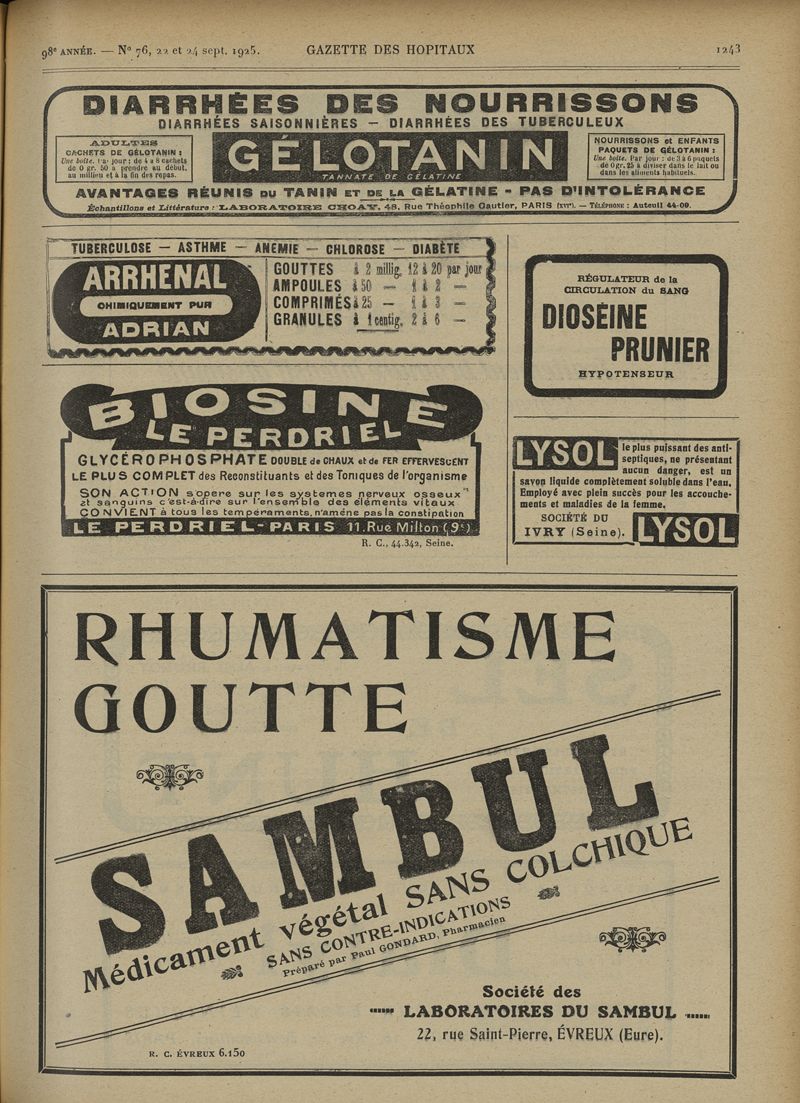 98e ANNÉE. — No 76, 22 et 24 sept. 1925.
GAZETTE DES HOPITAUX
1243
DIARRHÉES DES NOURRISSONS
DIARRHÉES SAISONNIÈRES — DIARRHÉES DES TUBERCULEUX
ADULTES
CACHETS DE GÉLOTANIN :
Une boîte. Par jour : de 4 à 8 cachets
de 0 gr. 50 à prendre au début,
au milieu et à la fin des repas.
GÉLOTANIN
TANNATE DE GÉLATINE
NOURRISSONS et ENFANTS
PAQUETS DE GÉLOTANIN :
Une boîte. Par jour : de 3 à 6 paquets
de 0 gr. 25 à diviser dans le lait ou
dans les aliments habituels.
AVANTAGES RÉUNIS DU TANIN ET DE LA GÉLATINE - PAS D'INTOLÉRANCE
Échantillons et Littérature : LABORATOIRE CHOAY, 48, Rue Théophile Gautier, PARIS (XVIe). — TÉLÉPHONE : Auteuil 44-09.
TUBERCULOSE — ASTHME — ANEMIE — CHLOROSE — DIABÈTE
ARRHÉNAL
CHIMIQUEMENT PUR
ADRIAN
GOUTTES à 2 millig. 12 à 20 par jour
AMPOULES à 50 — 1 à 2 —
COMPRIMÉS à 25 — 1 à 3 —
GRANULES à 1 centig. 2 à 6 —
RÉGULATEUR de la
CIRCULATION du SANG
DIOSÉINE
PRUNIER
HYPOTENSEUR
BIOSINE
LE PERDRIEL
GLYCÉROPHOSPHATE DOUBLE de CHAUX et de FER EFFERVESCENT
LE PLUS COMPLET des Reconstituants et des Toniques de l'organisme
SON ACTION s'opère sur les systèmes nerveux osseux
et sanguins c'est-à-dire sur l'ensemble des éléments vitaux
CONVIENT à tous les tempéraments, n'amène pas la constipation
LE PERDRIEL-PARIS 11, Rue Milton (9e)
R. C., 44.342, Seine.
LYSOL
le plus puissant des anti-
septiques, ne présentant
aucun danger, est un
savon liquide complètement soluble dans l'eau.
Employé avec plein succès pour les accouche-
ments et maladies de la femme.
SOCIÉTÉ DU
IVRY (Seine).
LYSOL
RHUMATISME
GOUTTE
SAMBUL
Médicament végétal SANS COLCHIQUE
SANS CONTRE-INDICATIONS
Préparé par Paul GONDARD, Pharmacien
Société des
LABORATOIRES DU SAMBUL
22, rue Saint-Pierre, ÉVREUX (Eure).
R. C. ÉVREUX 6.150